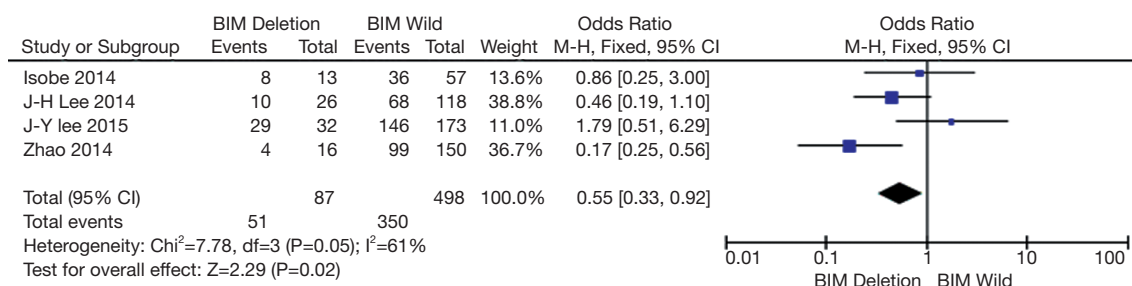 BIM Deletion BIM Wild Odds Ratio Odds Ratio
Study or Subgroup Events Total Events Total Weight M-H, Fixed, 95% CI M-H, Fixed, 95% CI
Isobe 2014 8 13 36 57 13.6% 0.86 [0.25, 3.00]
J-H Lee 2014 10 26 68 118 38.8% 0.46 [0.19, 1.10]
J-Y lee 2015 29 32 146 173 11.0% 1.79 [0.51, 6.29]
Zhao 2014 4 16 99 150 36.7% 0.17 [0.25, 0.56]
Total (95% CI) 87 498 100.0% 0.55 [0.33, 0.92]
Total events 51 350
Heterogeneity: Chi²=7.78, df=3 (P=0.05); I²=61%
Test for overall effect: Z=2.29 (P=0.02)
0.01 0.1 1 10 100
BIM Deletion BIM Wild